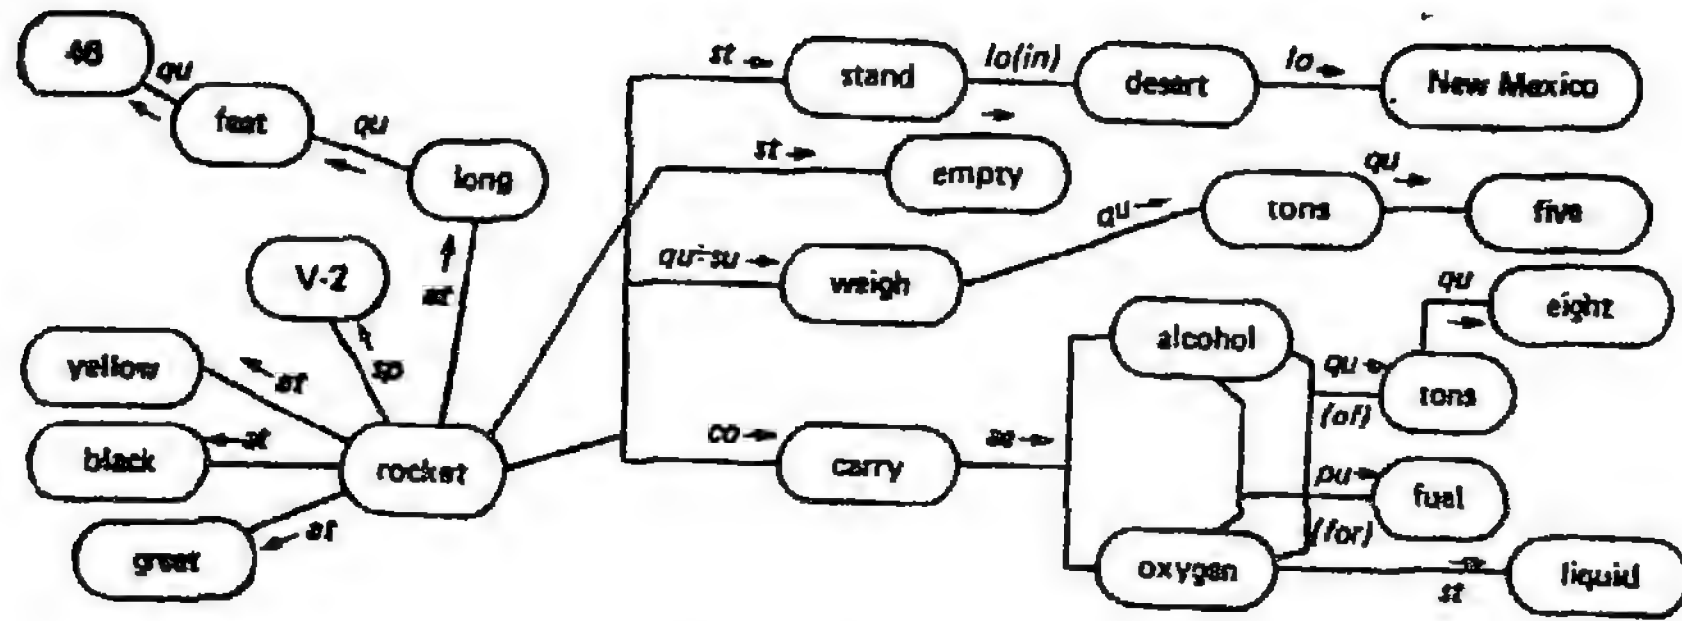 46
qu
feet
qu
long
at
V-2
sp
yellow
at
black
at
great
at
rocket
st
stand
lo(in)
desert
lo
New Mexico
st
empty
qu÷su
weigh
qu
tons
qu
five
co
carry
ae
alcohol
oxygen
qu
(of)
tons
qu
eight
pu
(for)
fuel
st
liquid